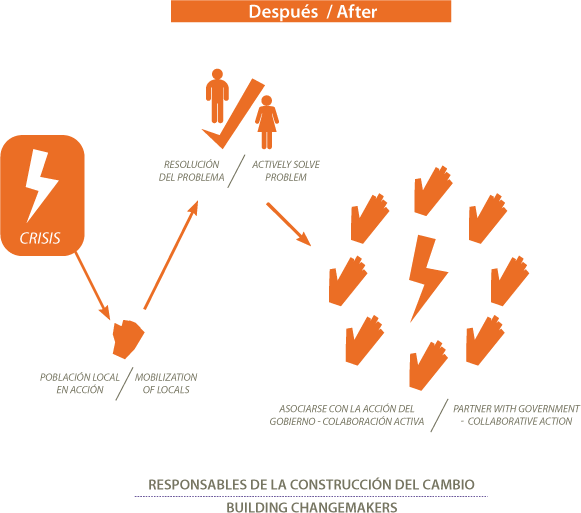 Después / After
RESOLUCIÓN
DEL PROBLEMA
ACTIVELY SOLVE
PROBLEM
CRISIS
POBLACIÓN LOCAL
EN ACCIÓN
MOBILIZATION
OF LOCALS
ASOCIARSE CON LA ACCIÓN DEL
GOBIERNO - COLABORACIÓN ACTIVA
PARTNER WITH GOVERNMENT
- COLLABORATIVE ACTION
RESPONSABLES DE LA CONSTRUCCIÓN DEL CAMBIO
BUILDING CHANGEMAKERS